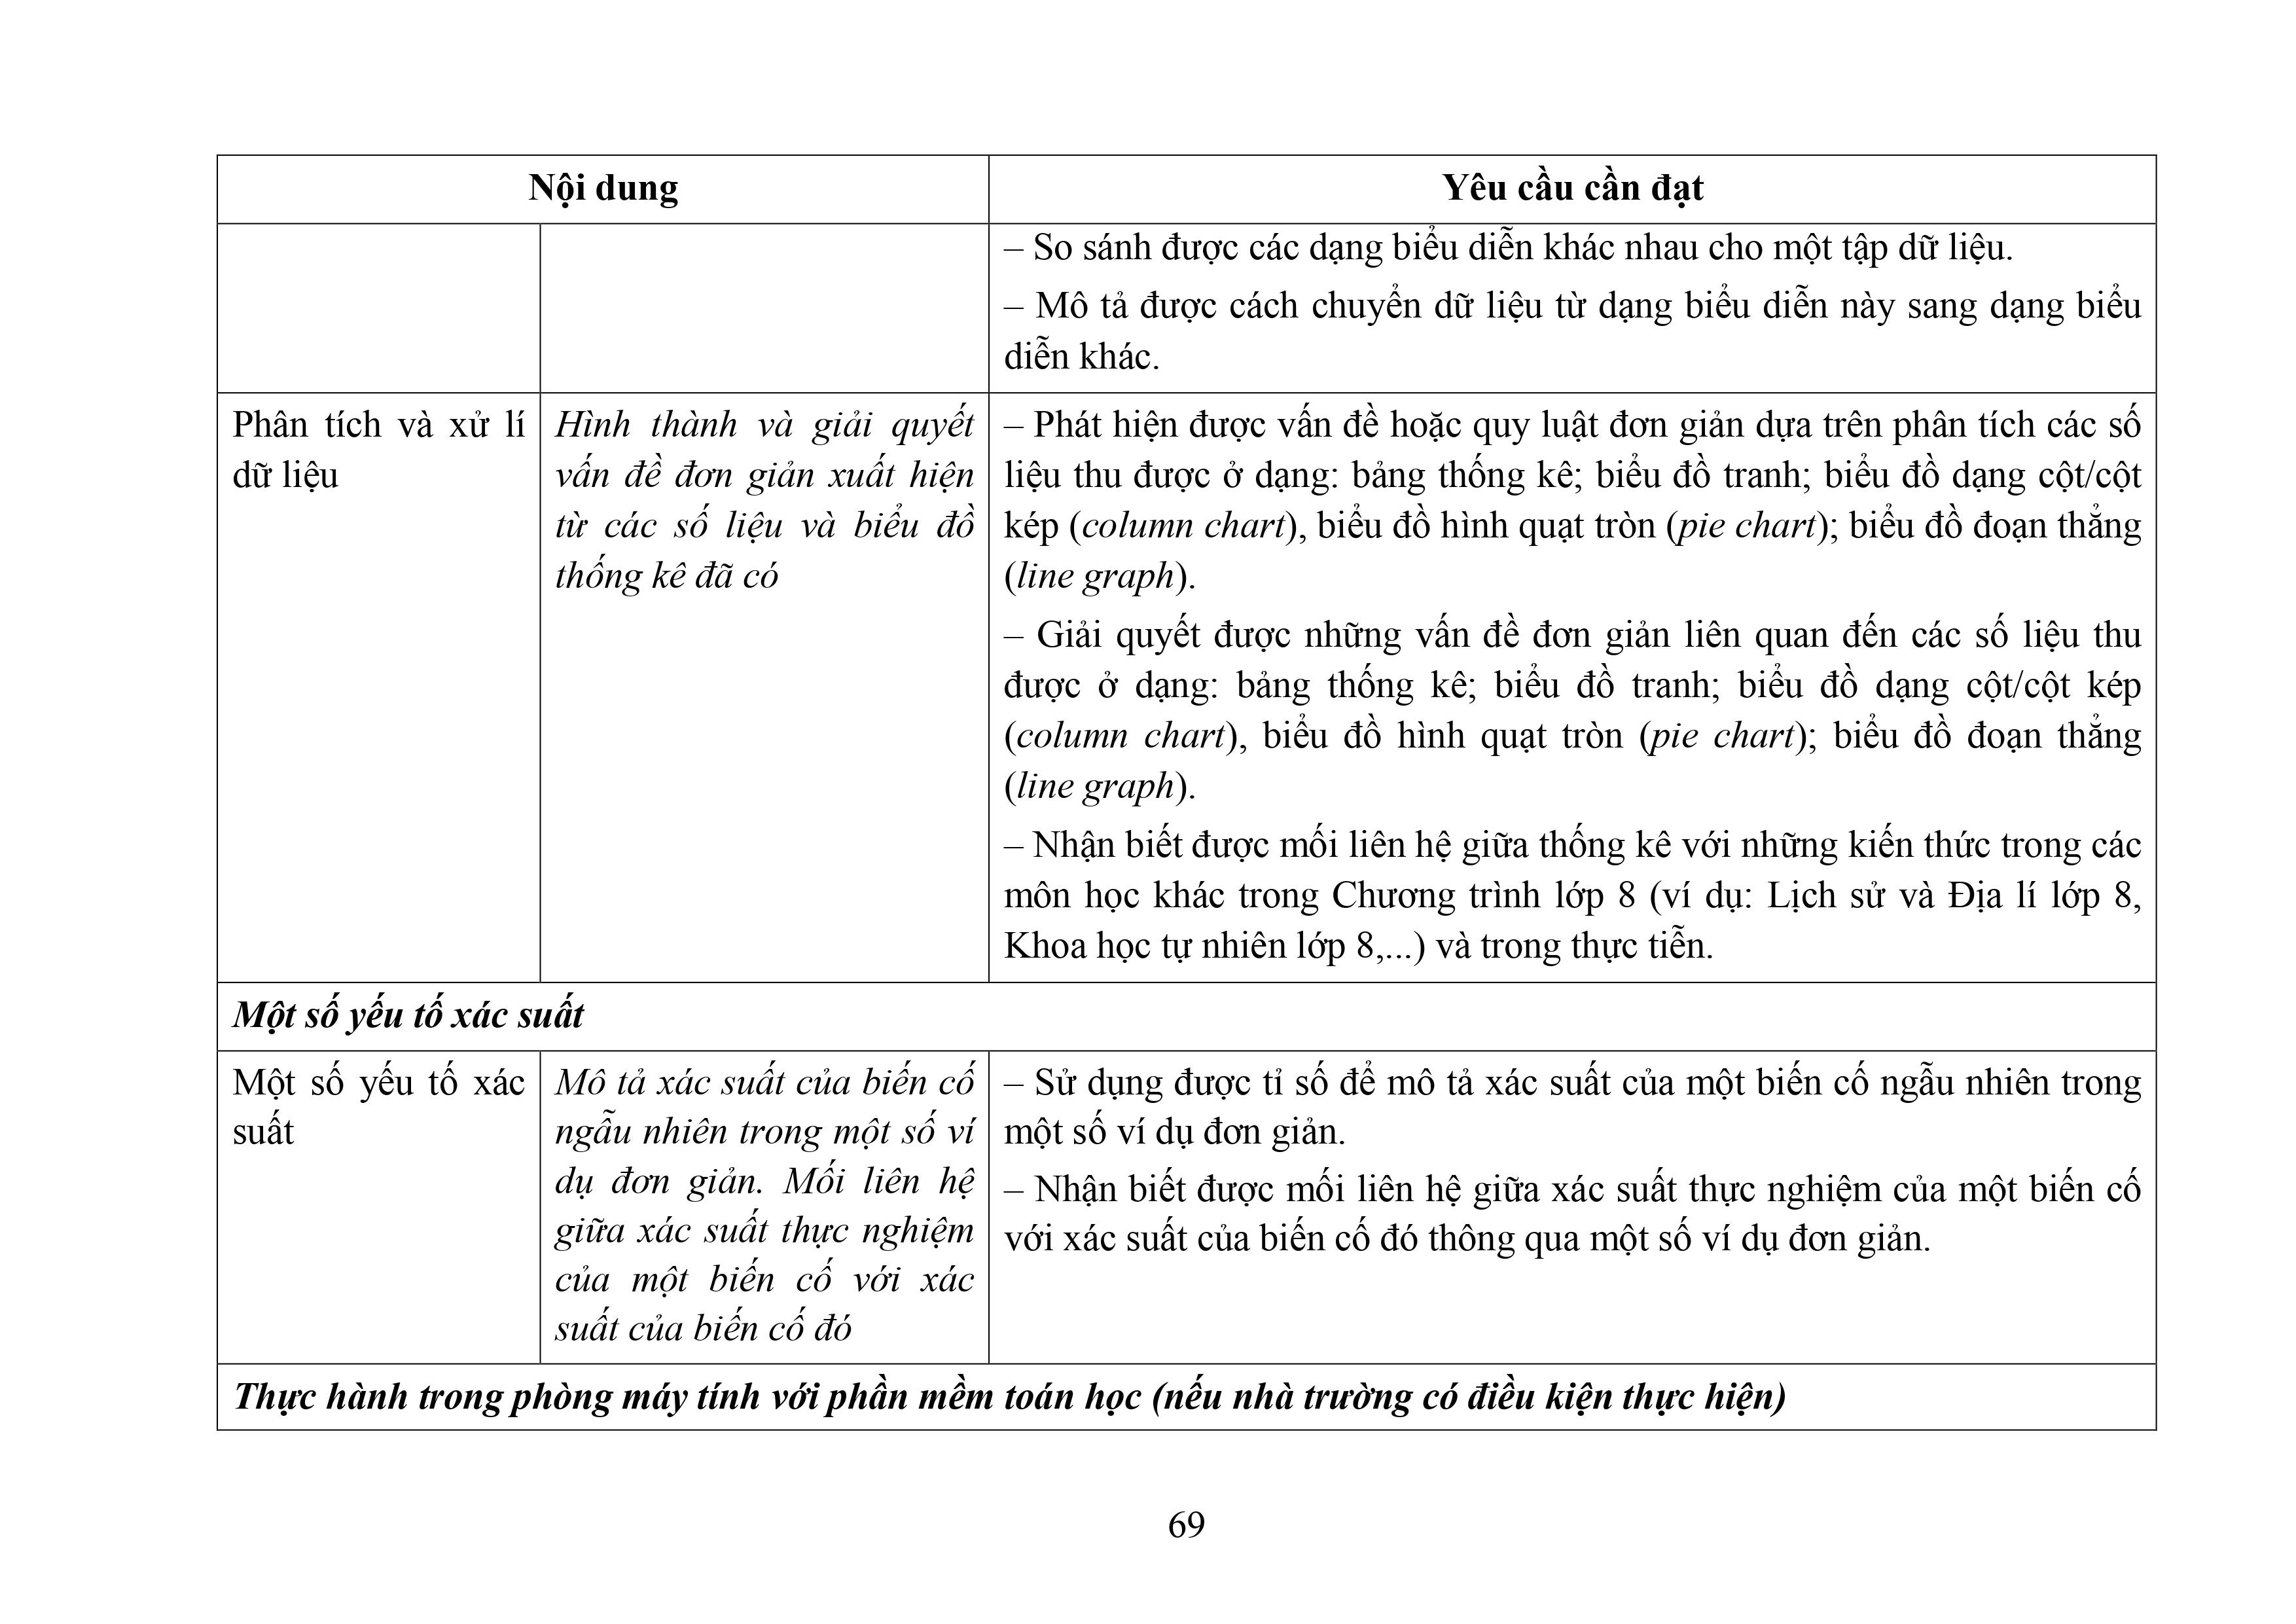 Nội dung
Yêu cầu cần đạt
– So sánh được các dạng biểu diễn khác nhau cho một tập dữ liệu.
– Mô tả được cách chuyển dữ liệu từ dạng biểu diễn này sang dạng biểu
diễn khác.
Phân tích và xử lí
dữ liệu
Hình thành và giải quyết
vấn đề đơn giản xuất hiện
từ các số liệu và biểu đồ
thống kê đã có
– Phát hiện được vấn đề hoặc quy luật đơn giản dựa trên phân tích các số
liệu thu được ở dạng: bảng thống kê; biểu đồ tranh; biểu đồ dạng cột/cột
kép (column chart), biểu đồ hình quạt tròn (pie chart); biểu đồ đoạn thẳng
(line graph).
– Giải quyết được những vấn đề đơn giản liên quan đến các số liệu thu
được ở dạng: bảng thống kê; biểu đồ tranh; biểu đồ dạng cột/cột kép
(column chart), biểu đồ hình quạt tròn (pie chart); biểu đồ đoạn thẳng
(line graph).
– Nhận biết được mối liên hệ giữa thống kê với những kiến thức trong các
môn học khác trong Chương trình lớp 8 (ví dụ: Lịch sử và Địa lí lớp 8,
Khoa học tự nhiên lớp 8,...) và trong thực tiễn.
Một số yếu tố xác suất
Một số yếu tố xác
suất
Mô tả xác suất của biến cố
ngẫu nhiên trong một số ví
dụ đơn giản. Mối liên hệ
giữa xác suất thực nghiệm
của một biến cố với xác
suất của biến cố đó
– Sử dụng được tỉ số để mô tả xác suất của một biến cố ngẫu nhiên trong
một số ví dụ đơn giản.
– Nhận biết được mối liên hệ giữa xác suất thực nghiệm của một biến cố
với xác suất của biến cố đó thông qua một số ví dụ đơn giản.
Thực hành trong phòng máy tính với phần mềm toán học (nếu nhà trường có điều kiện thực hiện)
69